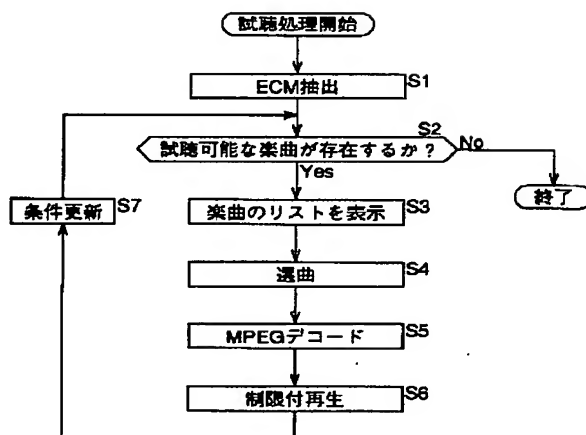 試聴処理開始
ECM抽出 S1
試聴可能な楽曲が存在するか？ S2
No
Yes
終了
条件更新 S7
楽曲のリストを表示 S3
選曲 S4
MPEGデコード S5
制限付再生 S6